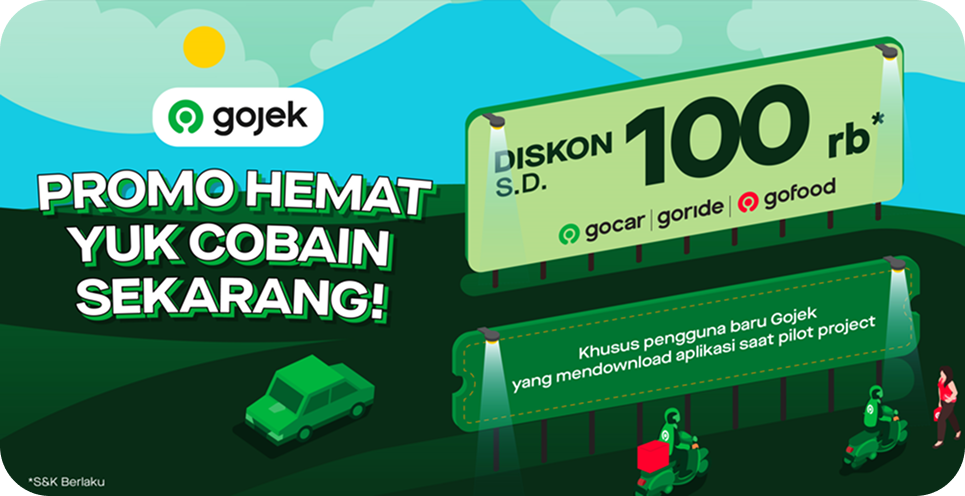 gojek
PROMO HEMAT
YUK COBAIN
SEKARANG!
DISKON
S.D.
100 rb*
gocar | goride | gofood
Khusus pengguna baru Gojek
yang mendownload aplikasi saat pilot project
*S&K Berlaku